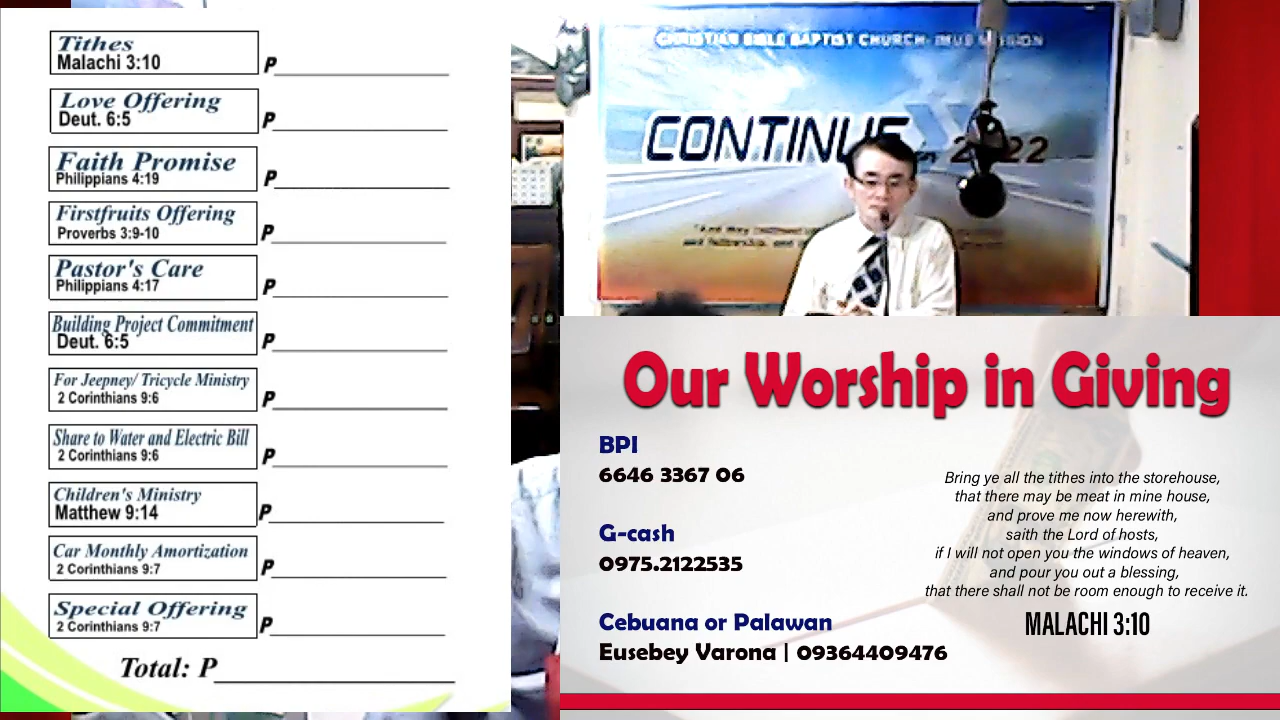 Tithes
Malachi 3:10
P
Love Offering
Deut. 6:5
P
Faith Promise
Philippians 4:19
P
Firstfruits Offering
Proverbs 3:9-10
P
Pastor's Care
Philippians 4:17
P
Building Project Commitment
Deut. 6:5
P
For Jeepney/ Tricycle Ministry
2 Corinthians 9:6
P
Share to Water and Electric Bill
2 Corinthians 9:6
P
Children's Ministry
Matthew 9:14
P
Car Monthly Amortization
2 Corinthians 9:7
P
Special Offering
2 Corinthians 9:7
P
Total: P
CHRISTIAN BIBLE BAPTIST CHURCH- IMUS MISSION
CONTINUE
2022
Our Worship in Giving
BPI
6646 3367 06
G-cash
0975.2122535
Cebuana or Palawan
Eusebey Varona | 09364409476
Bring ye all the tithes into the storehouse,
that there may be meat in mine house,
and prove me now herewith,
saith the Lord of hosts,
if I will not open you the windows of heaven,
and pour you out a blessing,
that there shall not be room enough to receive it.
MALACHI 3:10